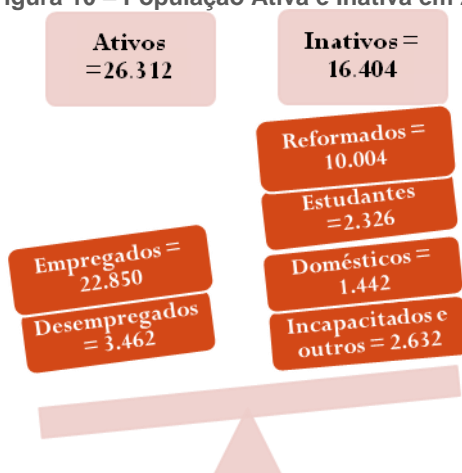 igura 10 – População Ativa e Inativa em
Ativos
=26.312
Inativos =
16.404
Reformados =
10.004
Estudantes
=2.326
Empregados =
22.850
Domésticos =
1.442
Desempregados
= 3.462
Incapacitados e
outros = 2.632